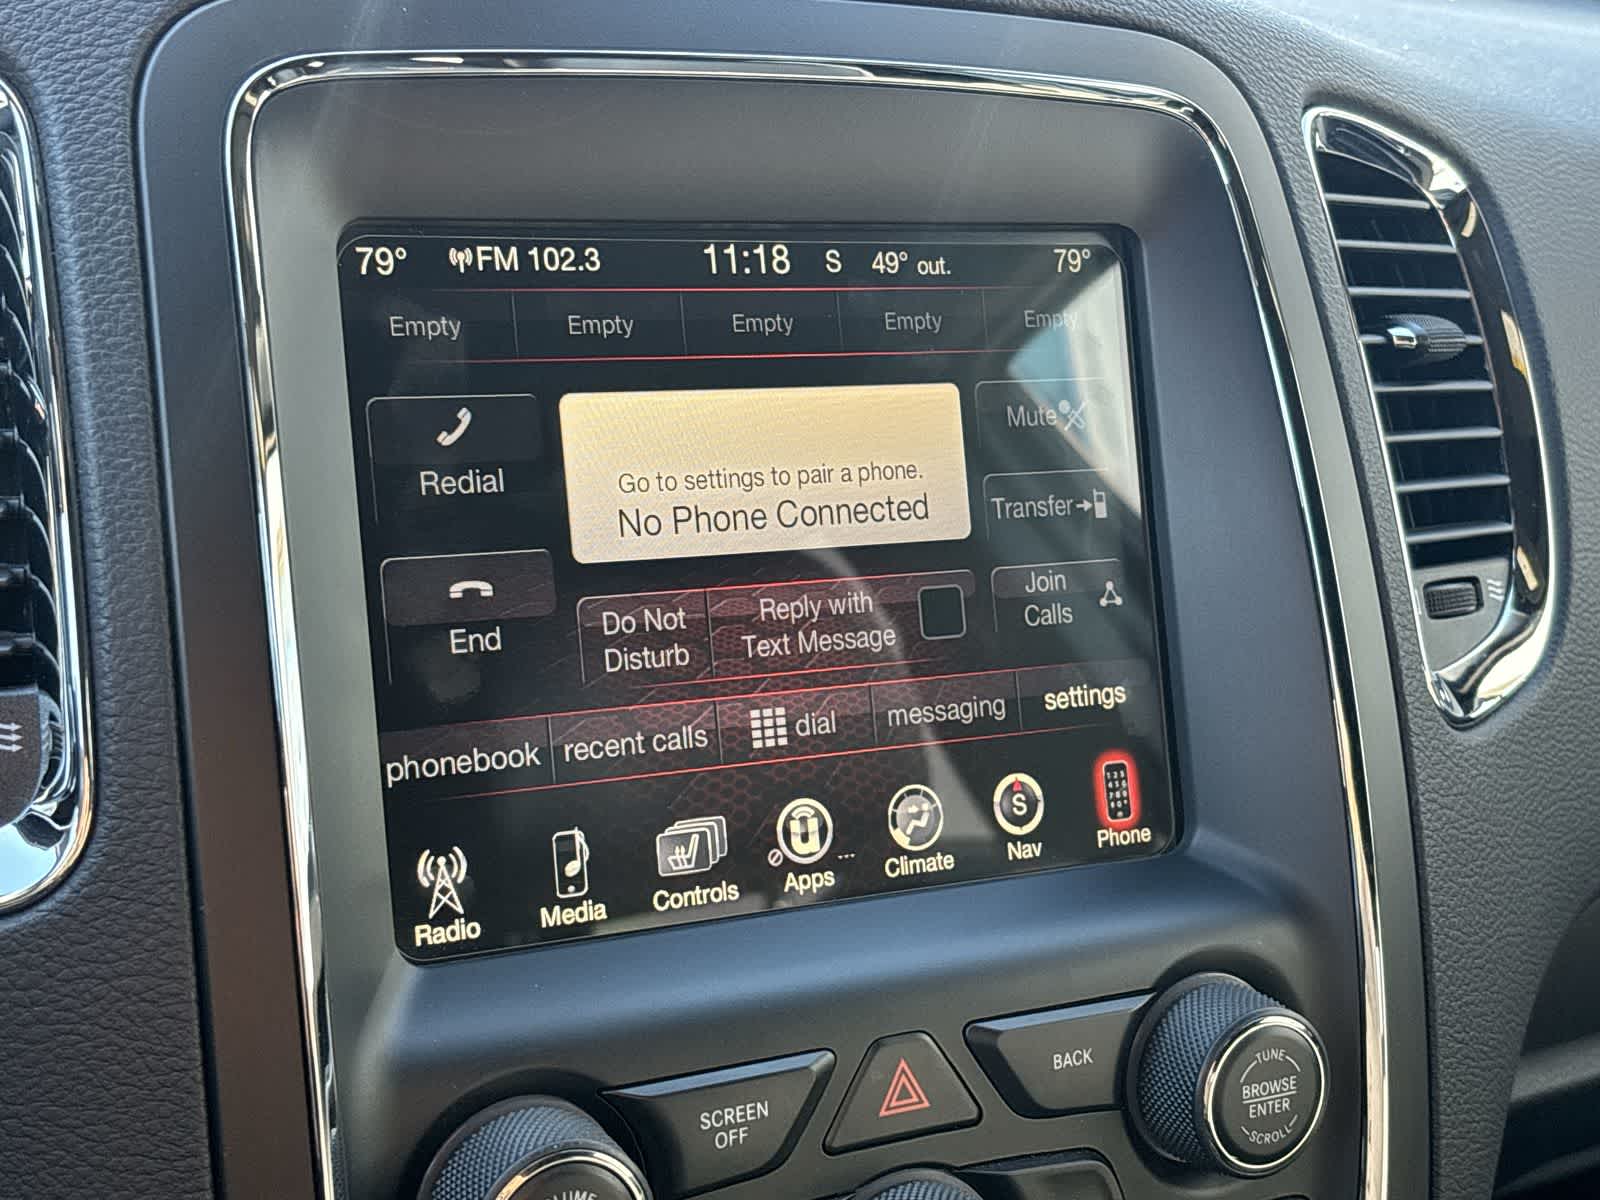 79° FM 102.3 11:18 S 49° out. 79°
Empty Empty Empty Empty Empty
Redial
Go to settings to pair a phone.
No Phone Connected
Mute
Transfer
End
Do Not
Disturb
Reply with
Text Message
Join
Calls
phonebook recent calls dial messaging settings
Radio Media Controls Apps Climate Nav Phone
S
SCREEN
OFF
BACK
TUNE
BROWSE
ENTER
SCROLL